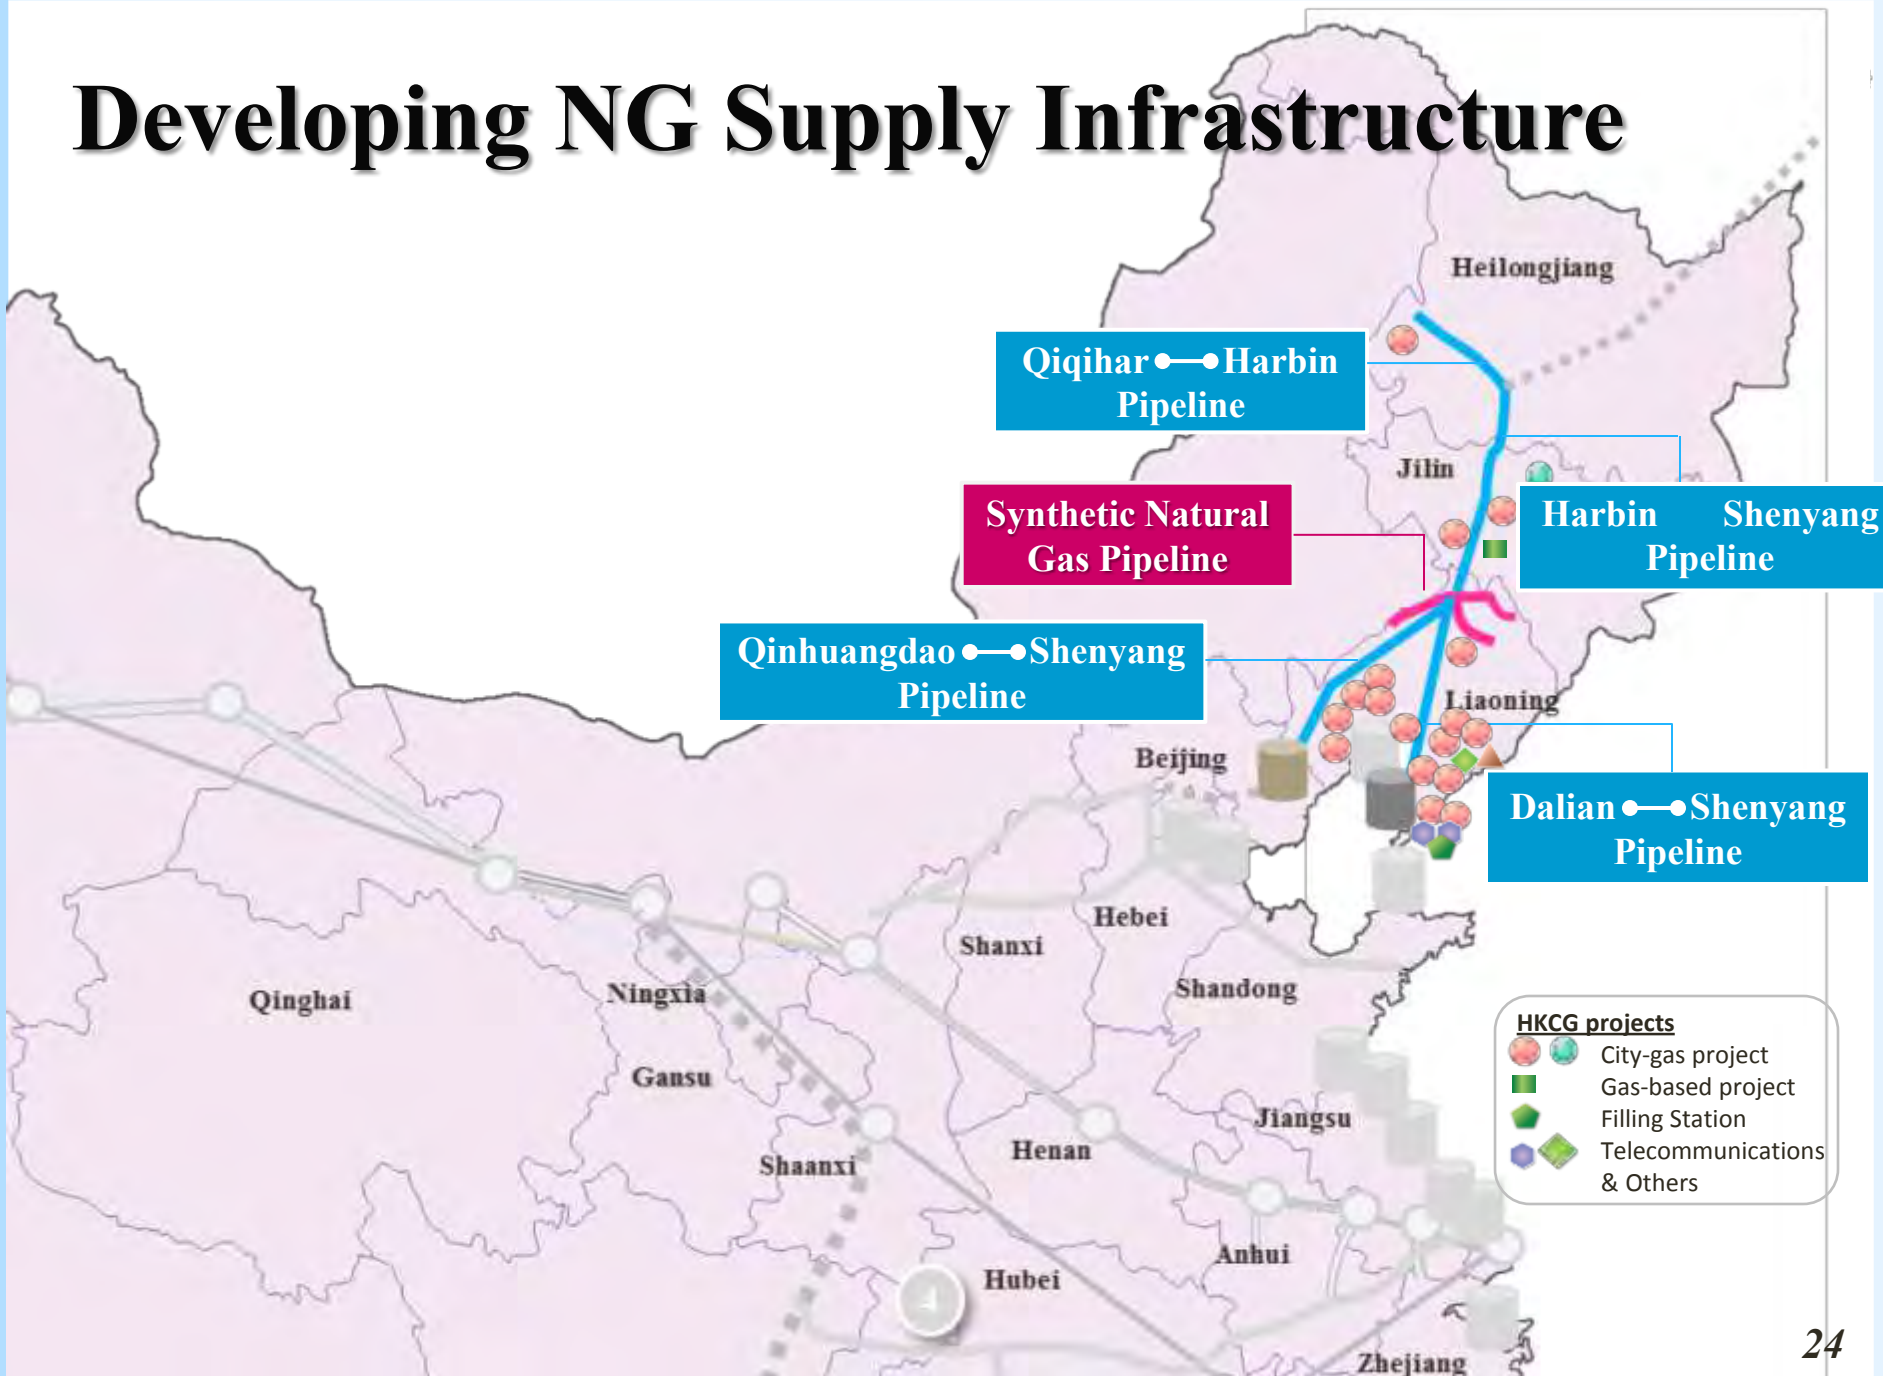 Developing NG Supply Infrastructure
Heilongjiang
Qiqihar Harbin
Pipeline
Jilin
Synthetic Natural
Gas Pipeline
Harbin Shenyang
Pipeline
Qinhuangdao Shenyang
Pipeline
Liaoning
Beijing
Dalian Shenyang
Pipeline
Hebei
Shanxi
Shandong
Qinghai
Ningxia
Gansu
Jiangsu
Henan
Shaanxi
Anhui
Hubei
Zhejiang
HKCG projects
City-gas project
Gas-based project
Filling Station
Telecommunications
& Others
24